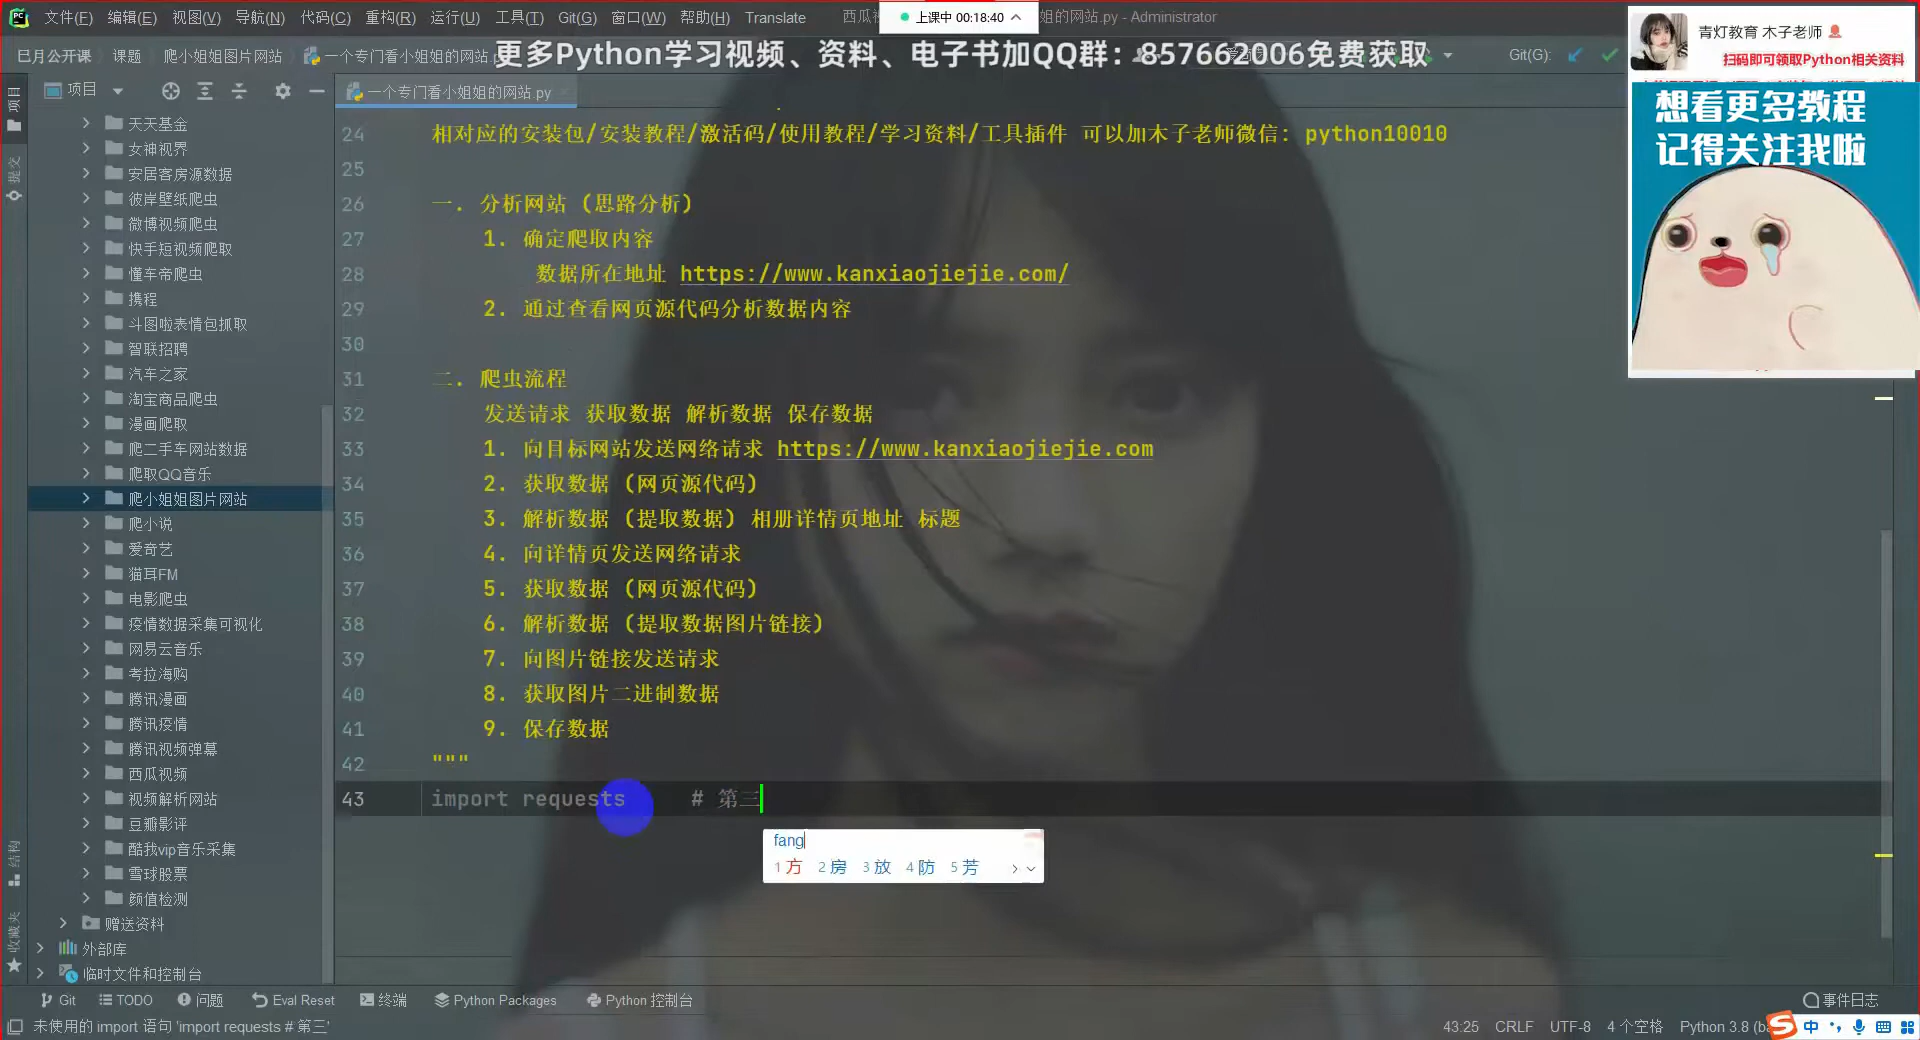 文件(F) 编辑(E) 视图(V) 导航(N) 代码(C) 重构(R) 运行(U) 工具(T) Git(G) 窗口(W) 帮助(H) Translate
上课中 00:18:40
姐的网站.py - Administrator
巳月公开课 课题 爬小姐姐图片网站 一个专门看小姐姐的网站.
更多Python学习视频、资料、电子书加QQ群：857662006免费获取
Git(G):
青灯教育 木子老师
扫码即可领取Python相关资料
想看更多教程
记得关注我啦
项目
一个专门看小姐姐的网站.py
项目
提交
结构
收藏夹
天天基金
女神视界
安居客房源数据
彼岸壁纸爬虫
微博视频爬虫
快手短视频爬取
懂车帝爬虫
携程
斗图啦表情包抓取
智联招聘
汽车之家
淘宝商品爬虫
漫画爬取
爬二手车网站数据
爬取QQ音乐
爬小姐姐图片网站
爬小说
爱奇艺
猫耳FM
电影爬虫
疫情数据采集可视化
网易云音乐
考拉海购
腾讯漫画
腾讯疫情
腾讯视频弹幕
西瓜视频
视频解析网站
豆瓣影评
酷我vip音乐采集
雪球股票
颜值检测
赠送资料
外部库
临时文件和控制台
24 相对应的安装包/安装教程/激活码/使用教程/学习资料/工具插件 可以加木子老师微信: python10010
25
26 一. 分析网站 (思路分析)
27 1. 确定爬取内容
28 数据所在地址 https://www.kanxiaojiejie.com/
29 2. 通过查看网页源代码分析数据内容
30
31 二. 爬虫流程
32 发送请求 获取数据 解析数据 保存数据
33 1. 向目标网站发送网络请求 https://www.kanxiaojiejie.com
34 2. 获取数据 (网页源代码)
35 3. 解析数据 (提取数据) 相册详情页地址 标题
36 4. 向详情页发送网络请求
37 5. 获取数据 (网页源代码)
38 6. 解析数据 (提取数据图片链接)
39 7. 向图片链接发送请求
40 8. 获取图片二进制数据
41 9. 保存数据
42 """
43 import requests # 第三
fang
1 方 2 房 3 放 4 防 5 芳
Git TODO 问题 Eval Reset 终端 Python Packages Python 控制台 事件日志
未使用的 import 语句 'import requests # 第三' 43:25 CRLF UTF-8 4 个空格 Python 3.8 (ba 中